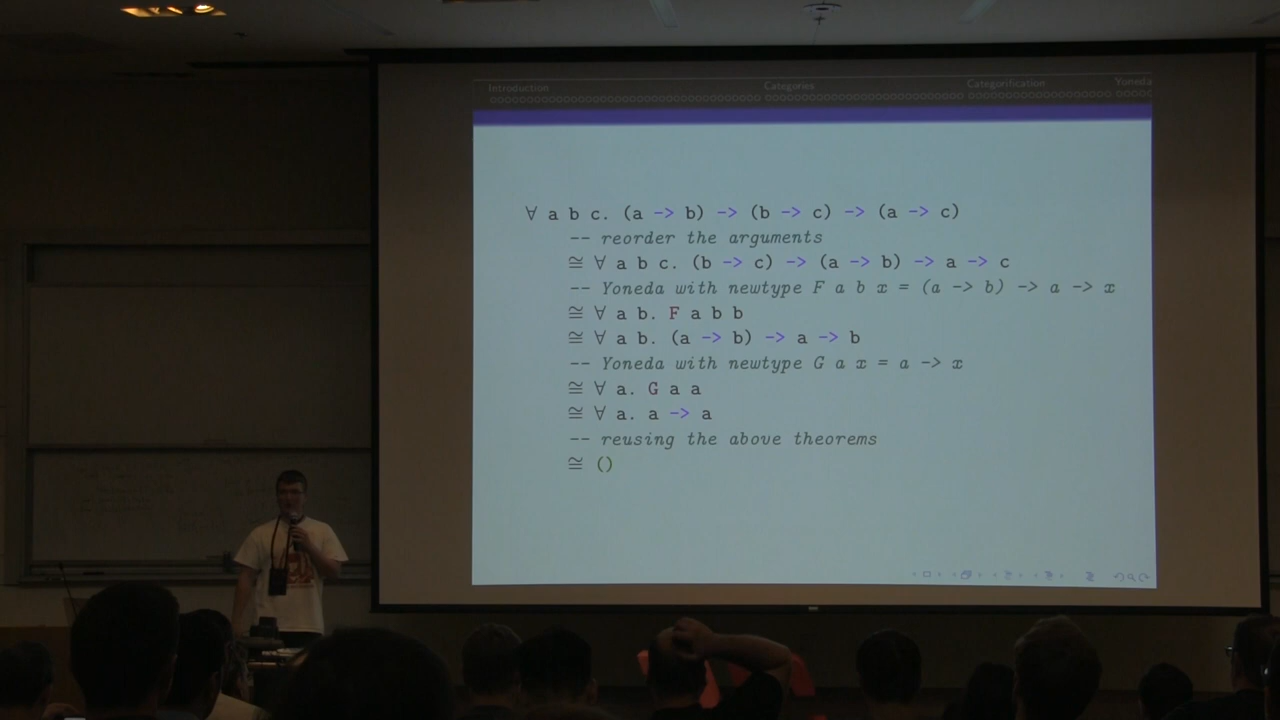 Introduction Categories Categorification Yoneda
∀ a b c. (a -> b) -> (b -> c) -> (a -> c)
-- reorder the arguments
≅ ∀ a b c. (b -> c) -> (a -> b) -> a -> c
-- Yoneda with newtype F a b x = (a -> b) -> a -> x
≅ ∀ a b. F a b b
≅ ∀ a b. (a -> b) -> a -> b
-- Yoneda with newtype G a x = a -> x
≅ ∀ a. G a a
≅ ∀ a. a -> a
-- reusing the above theorems
≅ ()